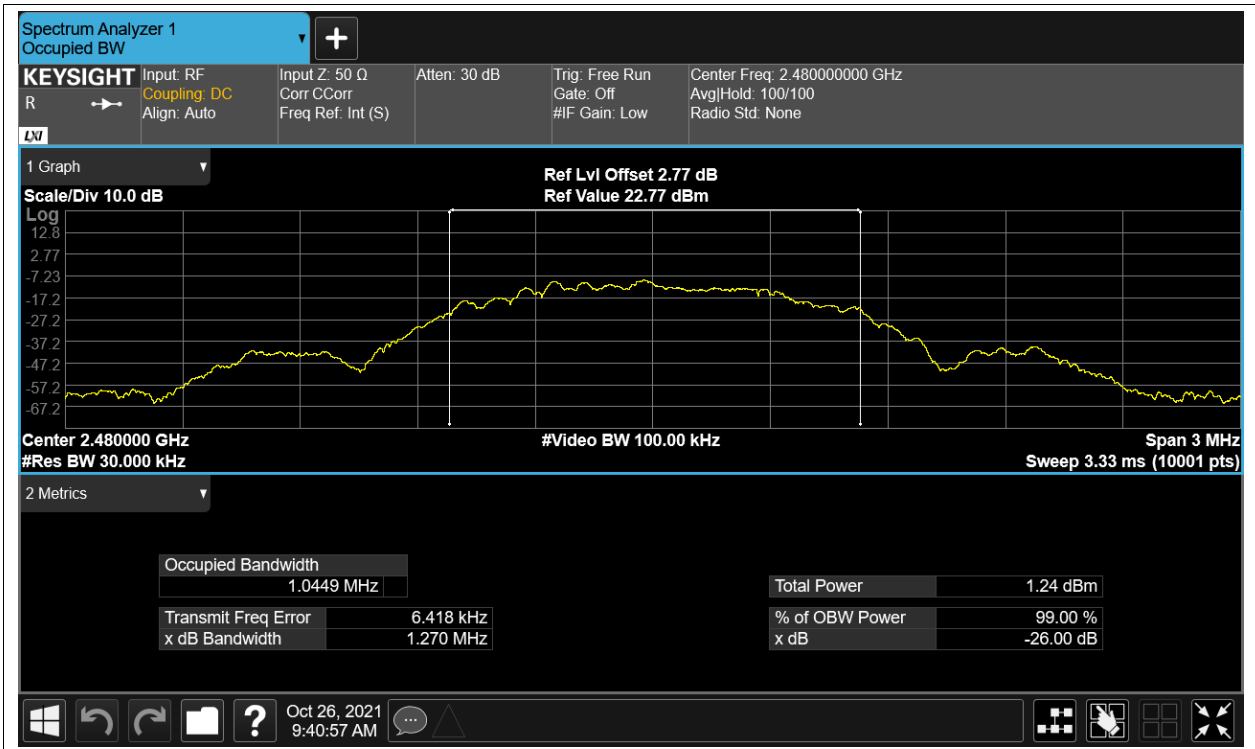 Spectrum Analyzer 1
Occupied BW
KEYSIGHT
R
LXI
Input: RF
Coupling: DC
Align: Auto
Input Z: 50 Ω
Corr CCorr
Freq Ref: Int (S)
Atten: 30 dB
Trig: Free Run
Gate: Off
#IF Gain: Low
Center Freq: 2.480000000 GHz
Avg|Hold: 100/100
Radio Std: None
1 Graph
Scale/Div 10.0 dB
Ref Lvl Offset 2.77 dB
Ref Value 22.77 dBm
Log
12.8
2.77
-7.23
-17.2
-27.2
-37.2
-47.2
-57.2
-67.2
Center 2.480000 GHz
#Res BW 30.000 kHz
#Video BW 100.00 kHz
Span 3 MHz
Sweep 3.33 ms (10001 pts)
2 Metrics
Occupied Bandwidth
1.0449 MHz
Total Power 1.24 dBm
Transmit Freq Error 6.418 kHz
% of OBW Power 99.00 %
x dB Bandwidth 1.270 MHz
x dB -26.00 dB
Oct 26, 2021
9:40:57 AM